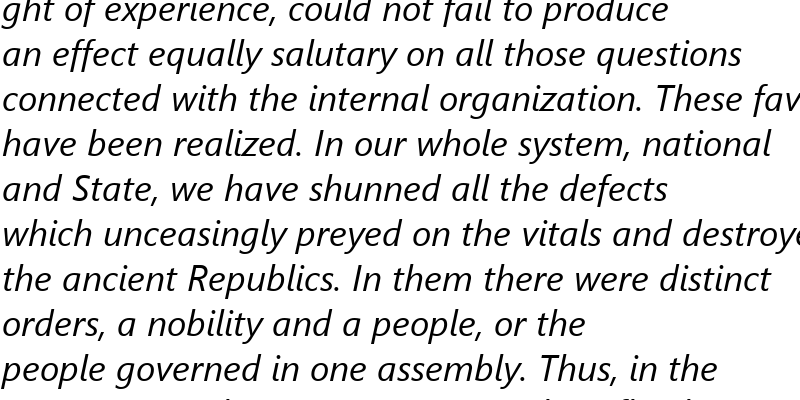 ght of experience, could not fail to produce
an effect equally salutary on all those questions
connected with the internal organization. These fav
have been realized. In our whole system, national
and State, we have shunned all the defects
which unceasingly preyed on the vitals and destroye
the ancient Republics. In them there were distinct
orders, a nobility and a people, or the
people governed in one assembly. Thus, in the